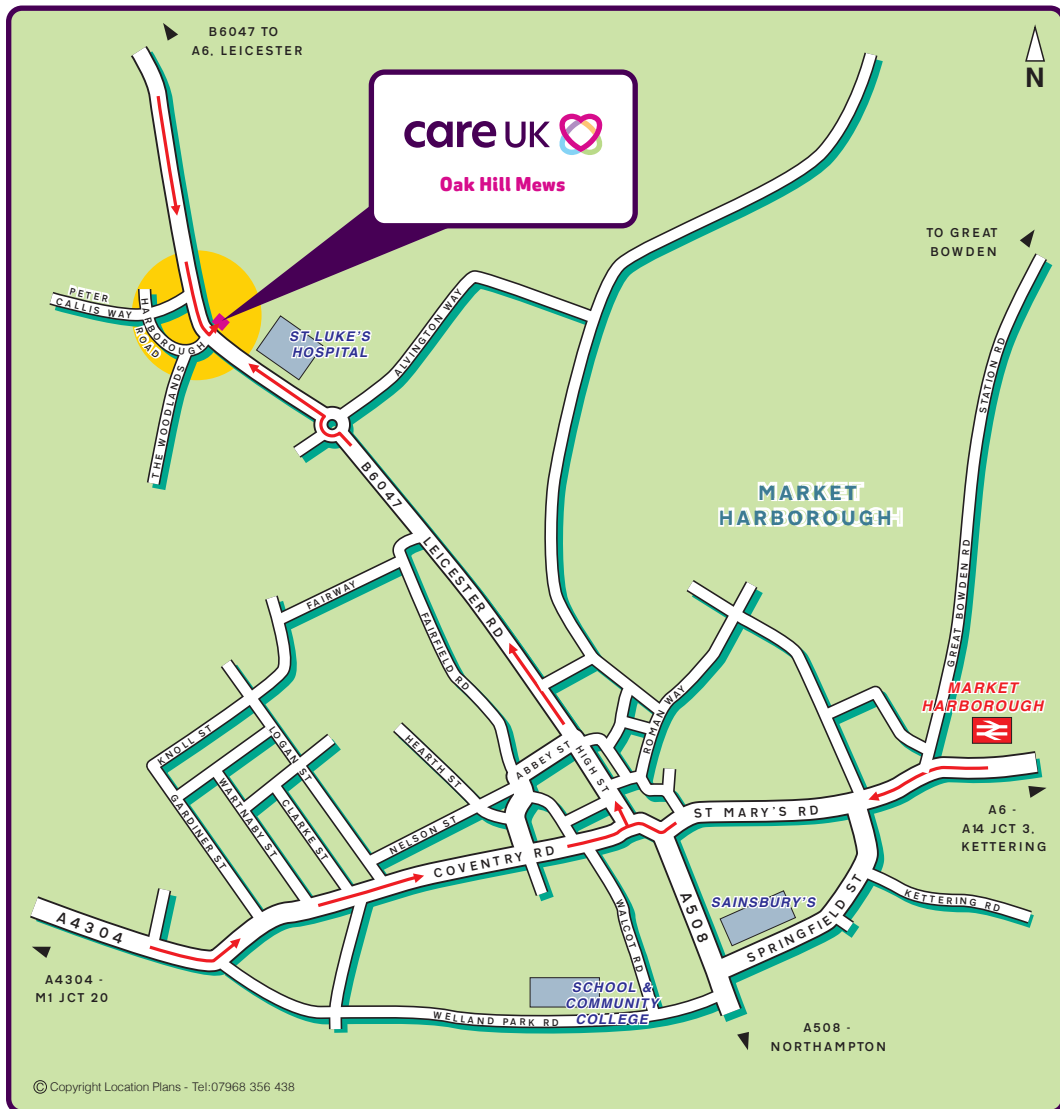 B6047 TO
A6, LEICESTER
N
care UK
Oak Hill Mews
TO GREAT
BOWDEN
PETER
CALLIS WAY
HARBOROUGH
ROAD
THE WOODLANDS
ST LUKE'S
HOSPITAL
ALVINGTON WAY
STATION RD
B6047
MARKET
HARBOROUGH
LEICESTER RD
GREAT BOWDEN RD
FAIRWAY
FAIRFIELD RD
MARKET
HARBOROUGH
ROMAN WAY
KNOLL ST
LOGAN ST
HEARTH ST
ABBEY ST
HIGH ST
WARTNABY ST
GARDINER ST
CLARKE ST
NELSON ST
ST MARY'S RD
A6 -
A14 JCT 3,
KETTERING
COVENTRY RD
A4304
A508
SAINSBURY'S
KETTERING RD
SPRINGFIELD ST
WALCOT RD
A4304 -
M1 JCT 20
SCHOOL &
COMMUNITY
COLLEGE
WELLAND PARK RD
A508 -
NORTHAMPTON
© Copyright Location Plans - Tel:07968 356 438